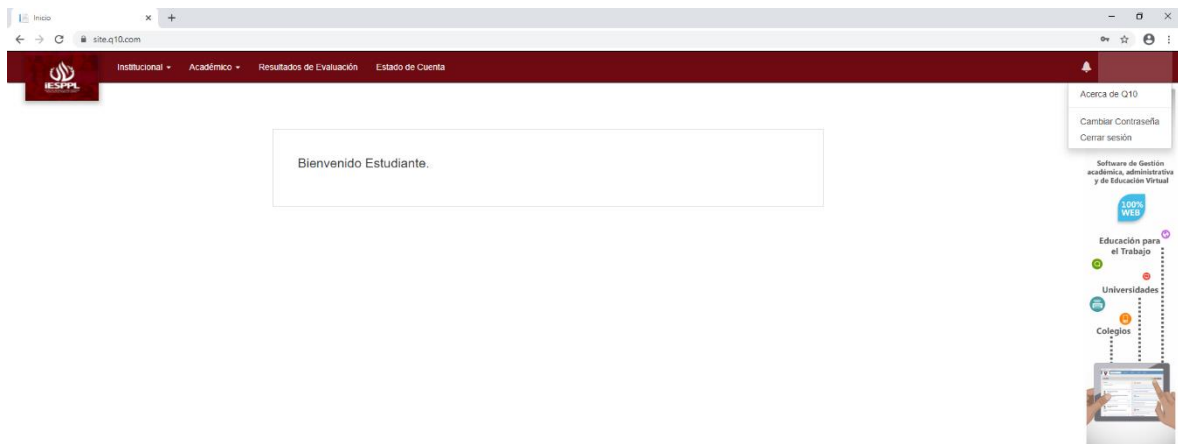 Inicio
site.q10.com
IESPPL
Institucional
Académico
Resultados de Evaluación
Estado de Cuenta
Acerca de Q10
Cambiar Contraseña
Cerrar sesión
Bienvenido Estudiante.
Software de Gestión
académica, administrativa
y de Educación Virtual
100%
WEB
Educación para
el Trabajo
Universidades
Colegios